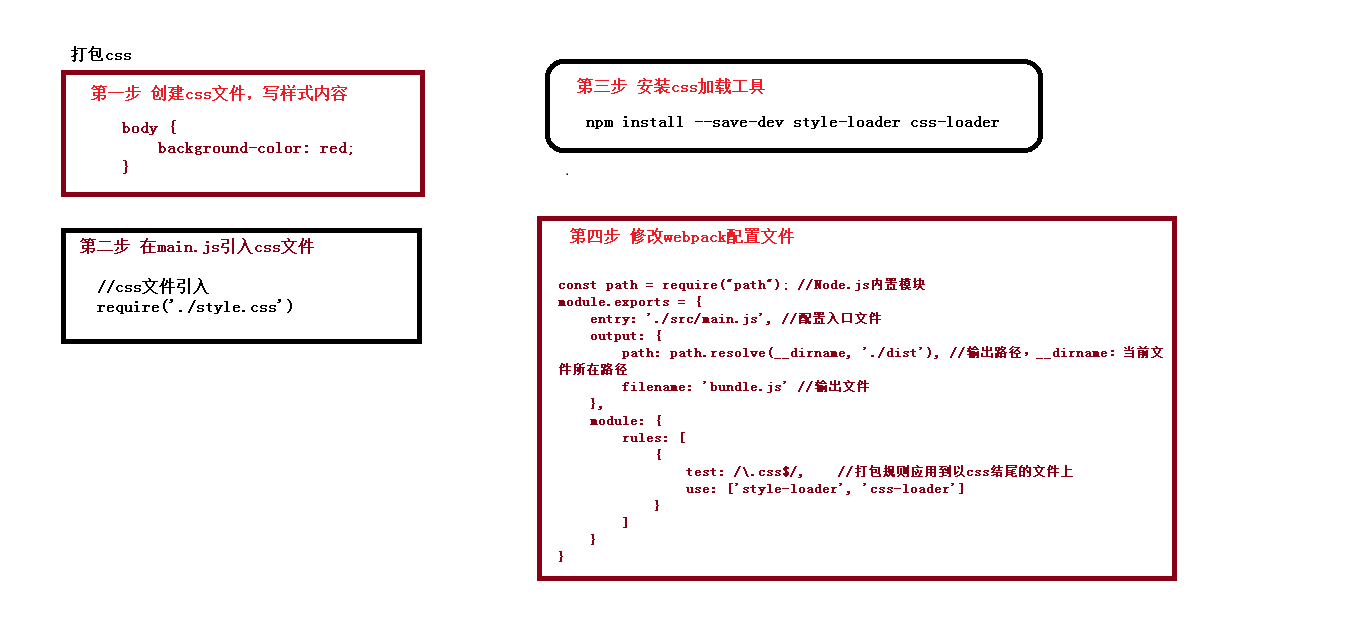 打包css
第一步 创建css文件，写样式内容
body {
    background-color: red;
}
第二步 在main.js引入css文件
//css文件引入
require('./style.css')
第三步 安装css加载工具
npm install --save-dev style-loader css-loader
第四步 修改webpack配置文件
const path = require("path"); //Node.js内置模块
module.exports = {
    entry: './src/main.js', //配置入口文件
    output: {
        path: path.resolve(__dirname, './dist'), //输出路径，__dirname：当前文
件所在路径
        filename: 'bundle.js' //输出文件
    },
    module: {
        rules: [
            {
                test: /\.css$/,    //打包规则应用到以css结尾的文件上
                use: ['style-loader', 'css-loader']
            }
        ]
    }
}